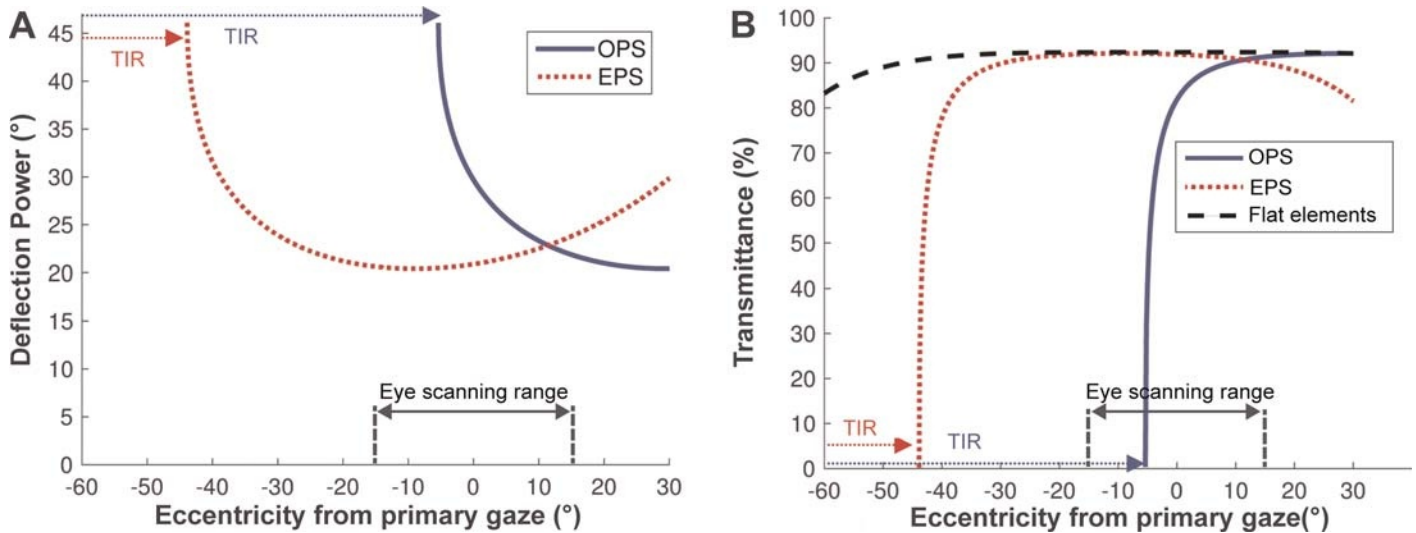 A
45
40
35
30
25
20
15
10
5
0
Deflection Power (°)
TIR
TIR
OPS
EPS
Eye scanning range
-60 -50 -40 -30 -20 -10 0 10 20 30
Eccentricity from primary gaze (°)
B
100
90
80
70
60
50
40
30
20
10
0
Transmittance (%)
OPS
EPS
Flat elements
Eye scanning range
TIR
TIR
-60 -50 -40 -30 -20 -10 0 10 20 30
Eccentricity from primary gaze(°)